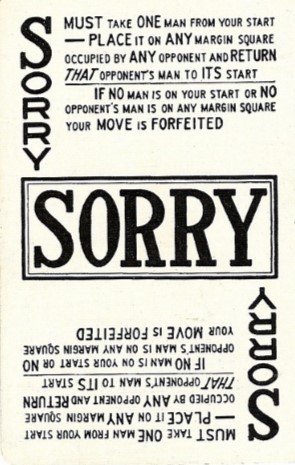 SORRY
MUST TAKE ONE MAN FROM YOUR START
— PLACE IT ON ANY MARGIN SQUARE
OCCUPIED BY ANY OPPONENT AND RETURN
THAT OPPONENT'S MAN TO ITS START
IF NO MAN IS ON YOUR START OR NO
OPPONENT'S MAN IS ON ANY MARGIN SQUARE
YOUR MOVE IS FORFEITED
SORRY
SORRY
MUST TAKE ONE MAN FROM YOUR START
— PLACE IT ON ANY MARGIN SQUARE
OCCUPIED BY ANY OPPONENT AND RETURN
THAT OPPONENT'S MAN TO ITS START
IF NO MAN IS ON YOUR START OR NO
OPPONENT'S MAN IS ON ANY MARGIN SQUARE
YOUR MOVE IS FORFEITED